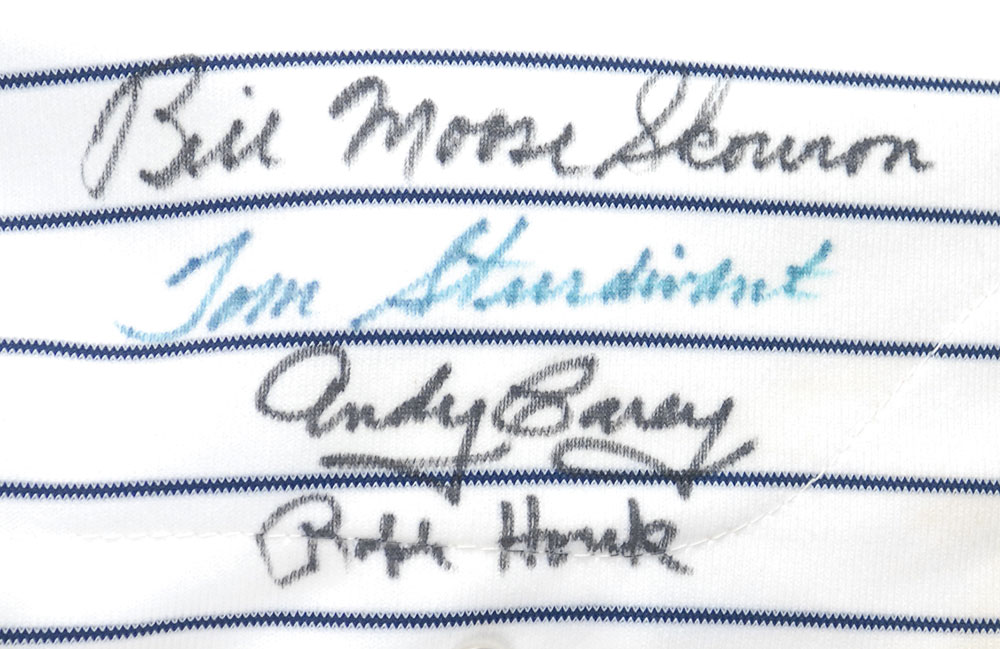 Bill Moose Skowron
Tom Sturdivant
Andy Carey
Ralph Houk